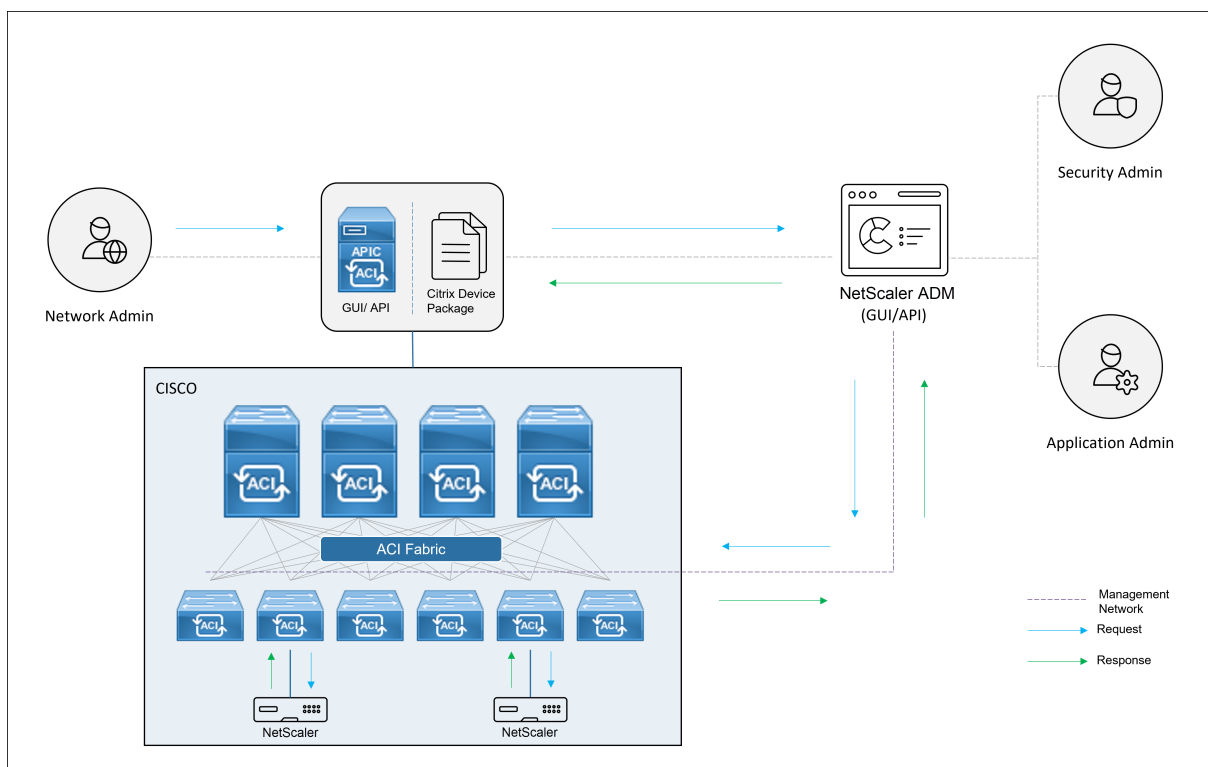 Security Admin
APIC
ACI
GUI/ API
Citrix Device
Package
Network Admin
NetScaler ADM
(GUI/API)
Application Admin
CISCO
ACI
ACI
ACI
ACI
ACI Fabric
ACI
ACI
ACI
ACI
ACI
ACI
NetScaler
NetScaler
Management
Network
Request
Response